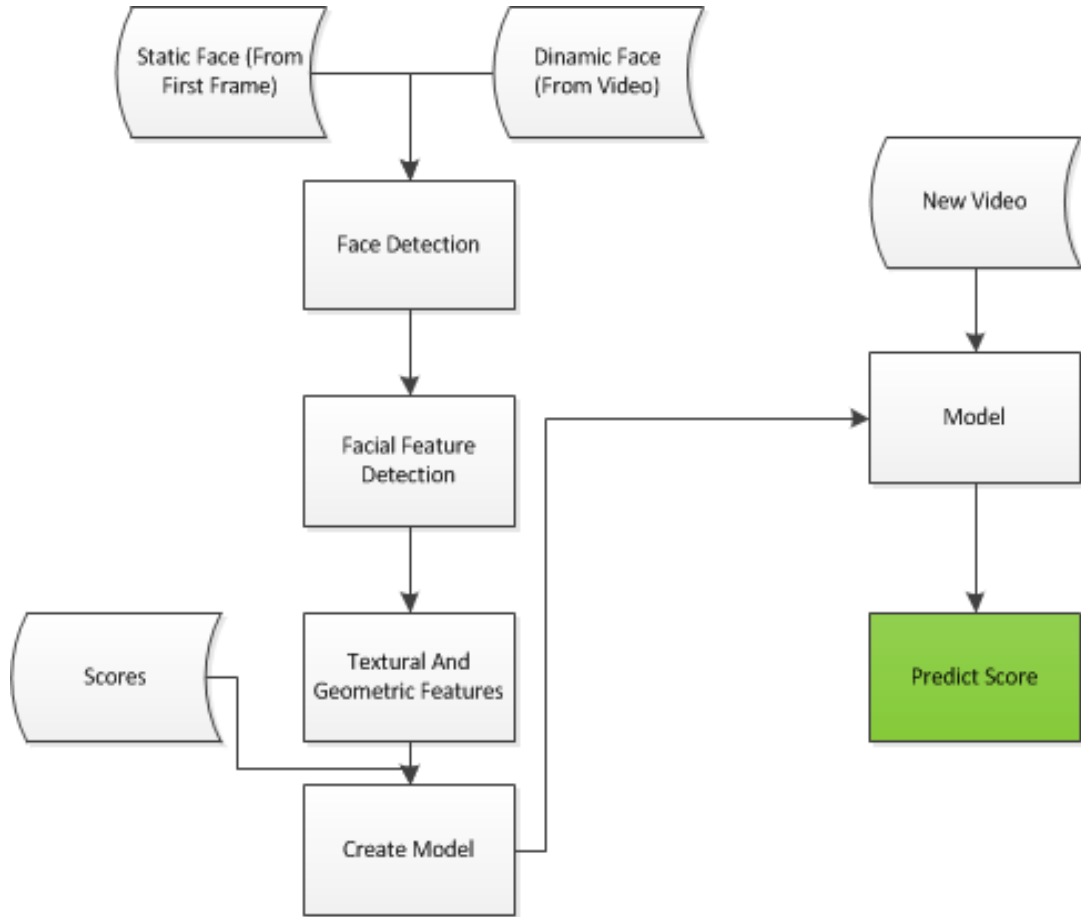 Static Face (From
First Frame)
Dinamic Face
(From Video)
Face Detection
New Video
Facial Feature
Detection
Model
Scores
Textural And
Geometric Features
Predict Score
Create Model